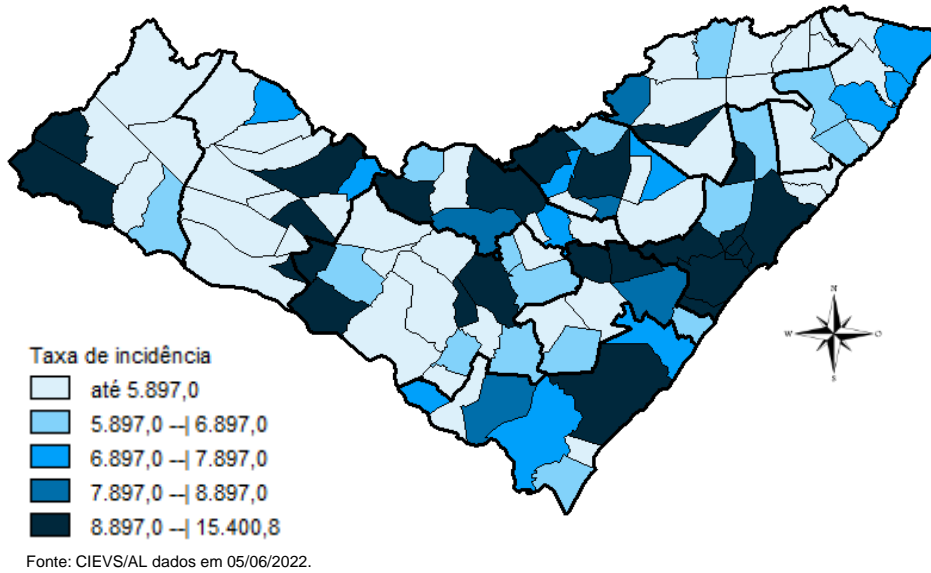 N
W
O
S
Taxa de incidência
até 5.897,0
5.897,0 --| 6.897,0
6.897,0 --| 7.897,0
7.897,0 --| 8.897,0
8.897,0 --| 15.400,8
Fonte: CIEVS/AL dados em 05/06/2022.